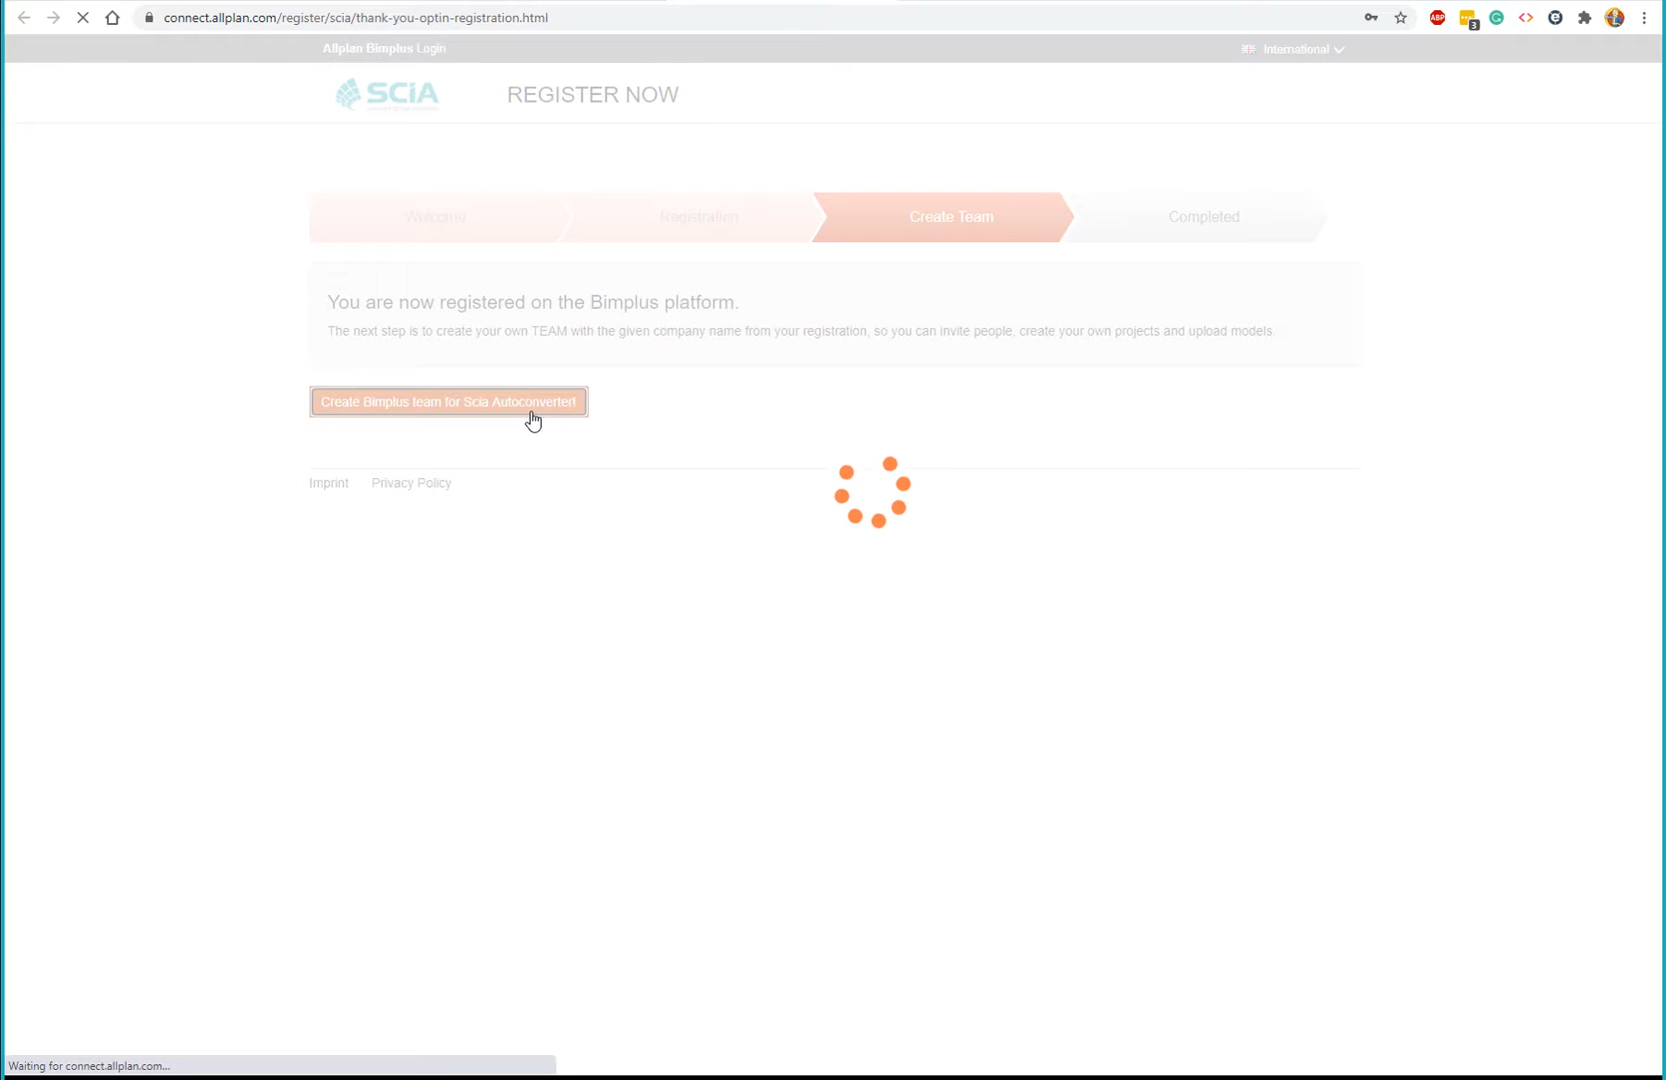 connect.allplan.com/register/scia/thank-you-optin-registration.html
ABP
3
Allplan Bimplus Login
International
SCiA
REGISTER NOW
Welcome
Registration
Create Team
Completed
You are now registered on the Bimplus platform.
The next step is to create your own TEAM with the given company name from your registration, so you can invite people, create your own projects and upload models.
Create Bimplus team for Scia Autoconverter!
Imprint
Privacy Policy
Waiting for connect.allplan.com...